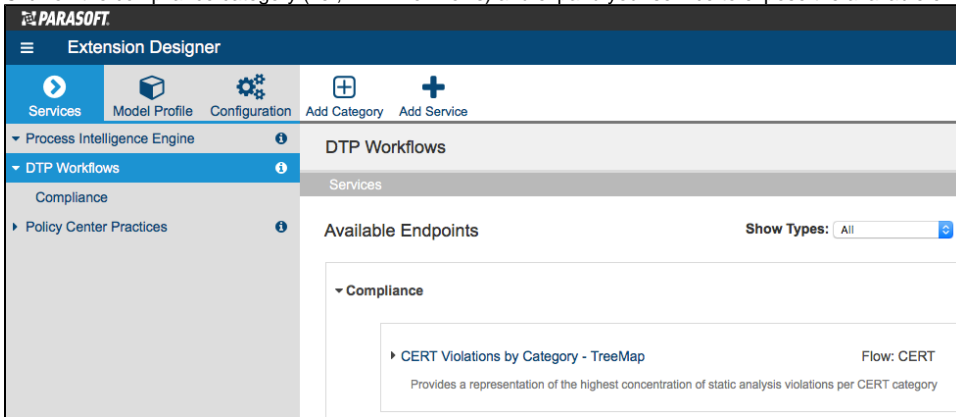 PARASOFT.
Extension Designer
Services Model Profile Configuration Add Category Add Service
Process Intelligence Engine
DTP Workflows
DTP Workflows
Services
Compliance
Policy Center Practices
Available Endpoints Show Types: All
Compliance
CERT Violations by Category - TreeMap Flow: CERT
Provides a representation of the highest concentration of static analysis violations per CERT category